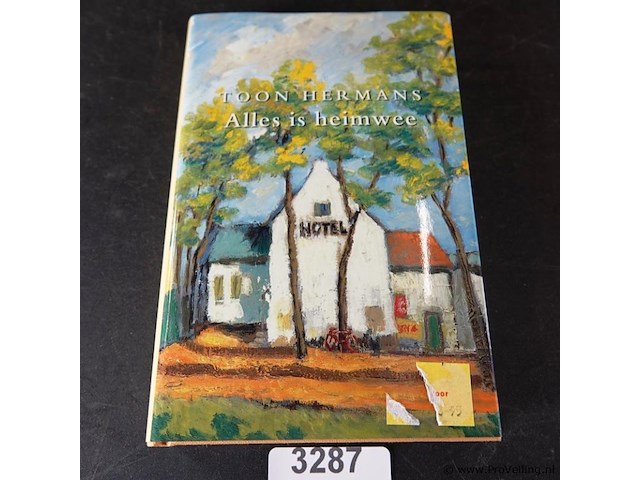 TOON HERMANS
Alles is heimwee
HOTEL
3287
www.ProVeiling.nl